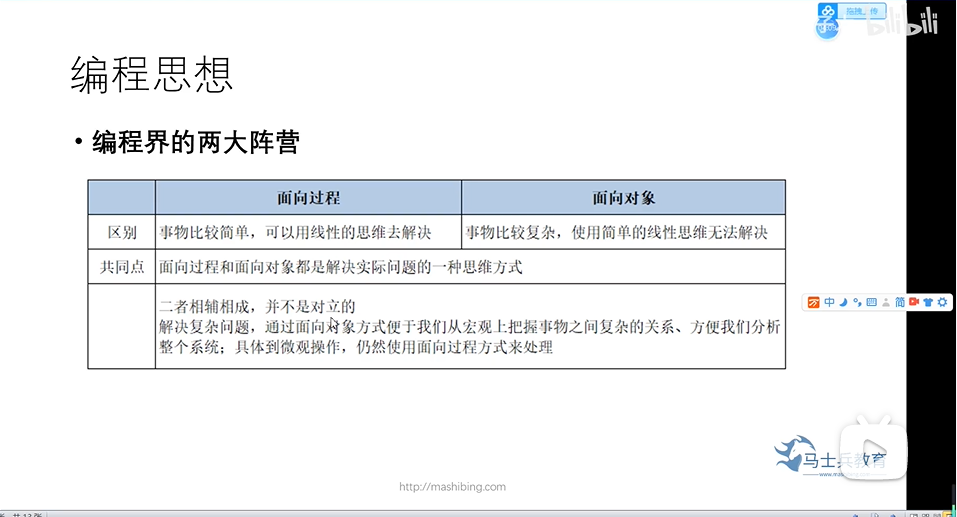 拖拽上传
bilibili
编程思想
• 编程界的两大阵营
面向过程 面向对象
区别 事物比较简单，可以用线性的思维去解决 事物比较复杂，使用简单的线性思维无法解决
共同点 面向过程和面向对象都是解决实际问题的一种思维方式
二者相辅相成，并不是对立的
解决复杂问题，通过面向对象方式便于我们从宏观上把握事物之间复杂的关系、方便我们分析
整个系统；具体到微观操作，仍然使用面向过程方式来处理
中 简
马士兵教育
http://mashibing.com